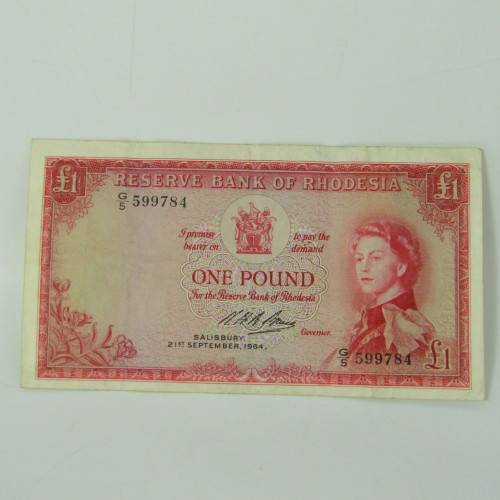 £1 RESERVE BANK OF RHODESIA £1
G/5 599784
I promise to pay the
bearer on demand
ONE POUND
For the Reserve Bank of Rhodesia
Governor.
SALISBURY,
21ST SEPTEMBER, 1964.
G/5 599784 £1